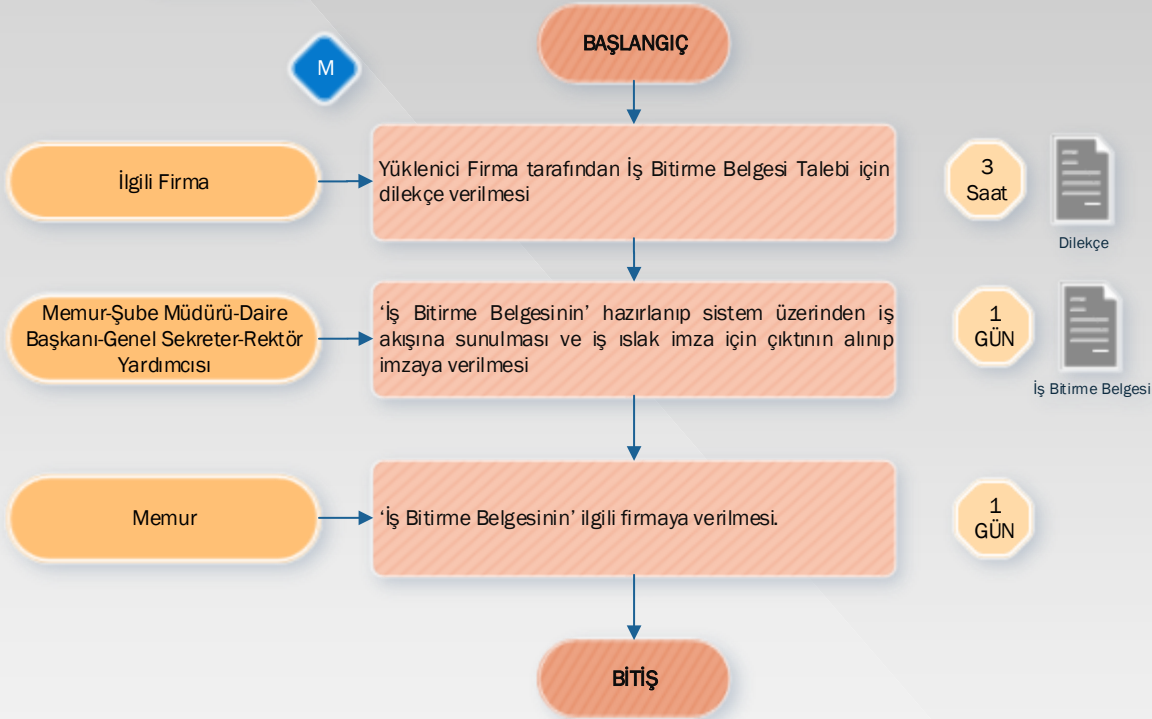 BAŞLANGIÇ
M
İlgili Firma
Yüklenici Firma tarafından İş Bitirme Belgesi Talebi için
dilekçe verilmesi
3
Saat
Dilekçe
Memur-Şube Müdürü-Daire
Başkanı-Genel Sekreter-Rektör
Yardımcısı
‘İş Bitirme Belgesinin’ hazırlanıp sistem üzerinden iş
akışına sunulması ve iş ıslak imza için çıktının alınıp
imzaya verilmesi
1
GÜN
İş Bitirme Belgesi
Memur
‘İş Bitirme Belgesinin’ ilgili firmaya verilmesi.
1
GÜN
BİTİŞ